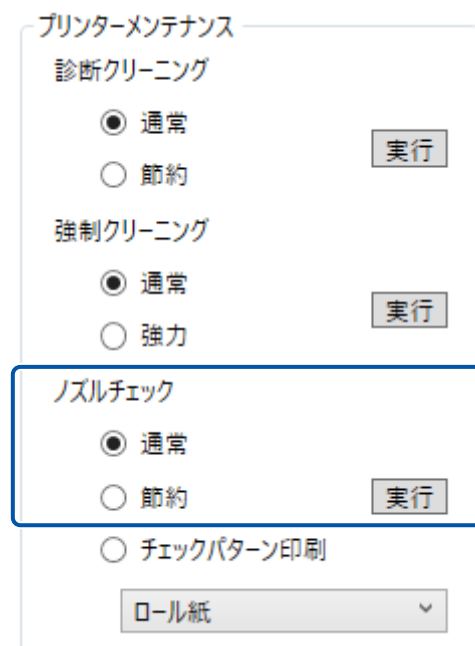 プリンターメンテナンス
診断クリーニング
通常
実行
節約
強制クリーニング
通常
実行
強力
ノズルチェック
通常
節約
実行
チェックパターン印刷
ロール紙